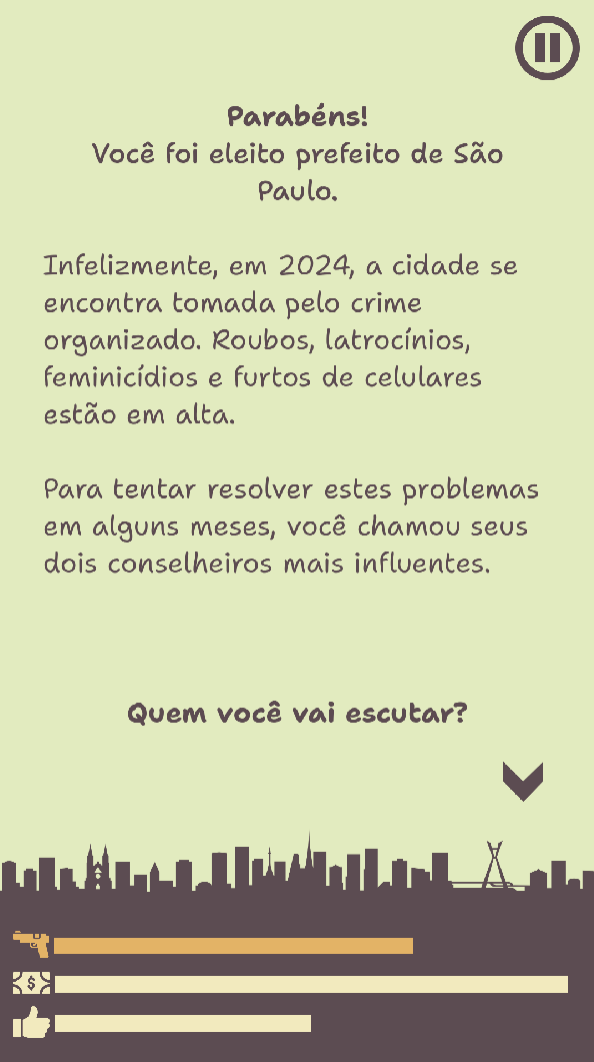 Parabéns!
Você foi eleito prefeito de São
Paulo.
Infelizmente, em 2024, a cidade se
encontra tomada pelo crime
organizado. Roubos, latrocínios,
feminicídios e furtos de celulares
estão em alta.
Para tentar resolver estes problemas
em alguns meses, você chamou seus
dois conselheiros mais influentes.
Quem você vai escutar?
$